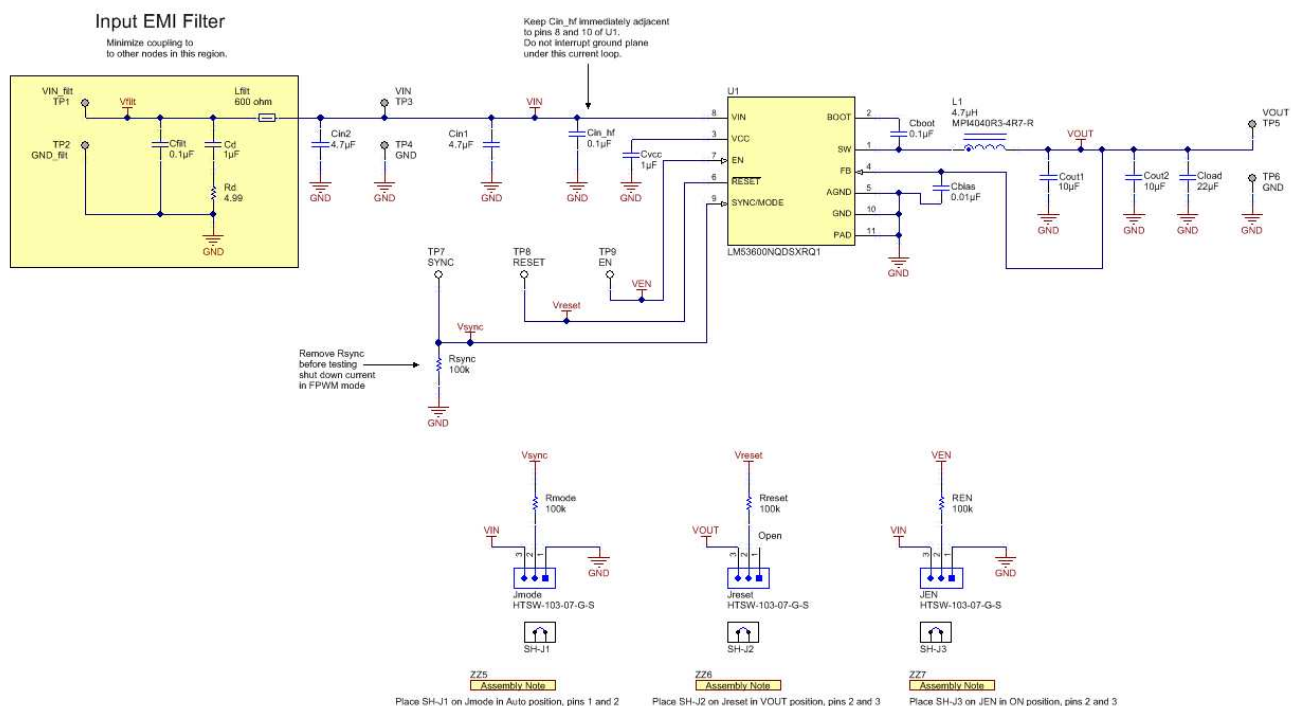 Input EMI Filter
Minimize coupling to
to other nodes in this region.
Keep Cin_hf immediately adjacent
to pins 8 and 10 of U1.
Do not interrupt ground plane
under this current loop.
VIN_filt
TP1
Vfilt
Lfilt
600 ohm
TP2
GND_filt
Cfilt
0.1µF
Cd
1µF
Rd
4.99
GND
Cin2
4.7µF
GND
VIN
TP3
TP4
GND
GND
Cin1
4.7µF
GND
VIN
Cin_hf
0.1µF
GND
Cvcc
1µF
GND
U1
8 VIN
3 VCC
7 EN
6 RESET
9 SYNC/MODE
BOOT 2
SW 1
FB 4
AGND 5
GND 10
PAD 11
LM53600NQDSXRQ1
GND
Cboot
0.1µF
L1
4.7µH
MPI4040R3-4R7-R
Cbias
0.01µF
VOUT
Cout1
10µF
GND
Cout2
10µF
GND
Cload
22µF
GND
VOUT
TP5
TP6
GND
GND
TP7
SYNC
TP8
RESET
TP9
EN
VEN
Vreset
Vsync
Remove Rsync
before testing
shut down current
in FPWM mode
Rsync
100k
GND
Vsync
Rmode
100k
VIN
3 2 1
GND
Jmode
HTSW-103-07-G-S
SH-J1
ZZ5
Assembly Note
Place SH-J1 on Jmode in Auto position, pins 1 and 2
Vreset
Rreset
100k
VOUT
Open
3 2 1
Jreset
HTSW-103-07-G-S
SH-J2
ZZ6
Assembly Note
Place SH-J2 on Jreset in VOUT position, pins 2 and 3
VEN
REN
100k
VIN
3 2 1
GND
JEN
HTSW-103-07-G-S
SH-J3
ZZ7
Assembly Note
Place SH-J3 on JEN in ON position, pins 2 and 3